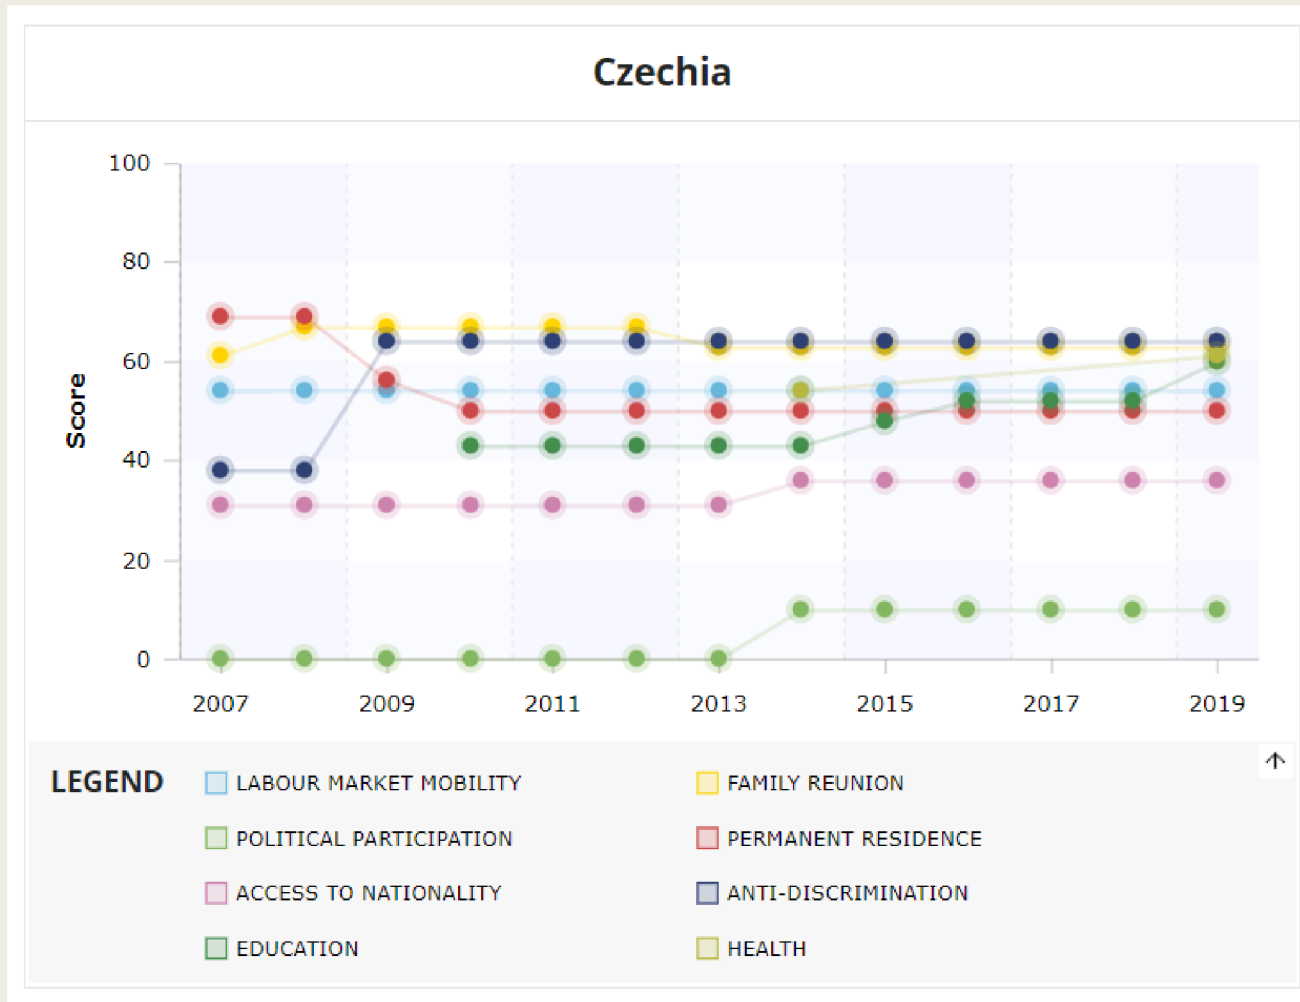 Czechia
100
80
60
40
20
0
Score
2007 2009 2011 2013 2015 2017 2019
LEGEND
LABOUR MARKET MOBILITY FAMILY REUNION
POLITICAL PARTICIPATION PERMANENT RESIDENCE
ACCESS TO NATIONALITY ANTI-DISCRIMINATION
EDUCATION HEALTH